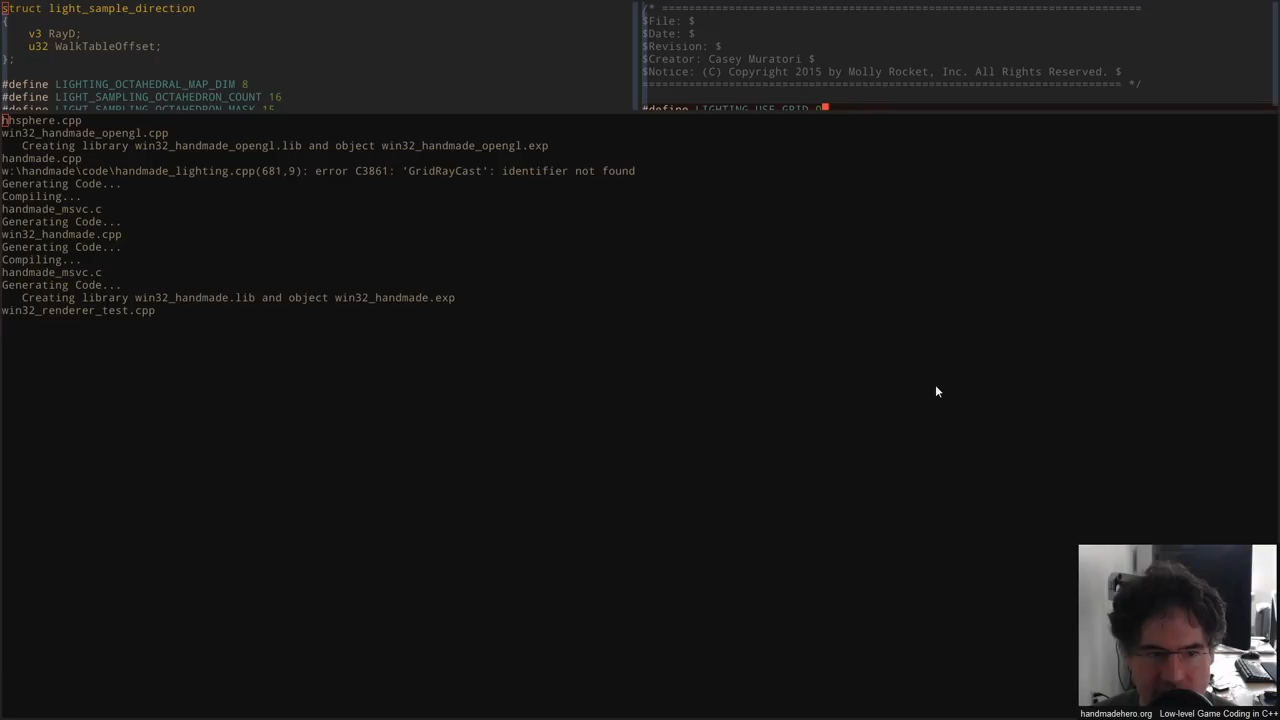 struct light_sample_direction
{
    v3 RayD;
    u32 WalkTableOffset;
};
#define LIGHTING_OCTAHEDRAL_MAP_DIM 8
#define LIGHT_SAMPLING_OCTAHEDRON_COUNT 16
#define LIGHT_SAMPLING_OCTAHEDRON_MASK 15
/* ========================================================================
$File: $
$Date: $
$Revision: $
$Creator: Casey Muratori $
$Notice: (C) Copyright 2015 by Molly Rocket, Inc. All Rights Reserved. $
======================================================================== */
#define LIGHTING_USE_GRID 0
hhsphere.cpp
win32_handmade_opengl.cpp
   Creating library win32_handmade_opengl.lib and object win32_handmade_opengl.exp
handmade.cpp
w:\handmade\code\handmade_lighting.cpp(681,9): error C3861: 'GridRayCast': identifier not found
Generating Code...
Compiling...
handmade_msvc.c
Generating Code...
win32_handmade.cpp
Generating Code...
Compiling...
handmade_msvc.c
Generating Code...
   Creating library win32_handmade.lib and object win32_handmade.exp
win32_renderer_test.cpp
handmadehero.org   Low-level Game Coding in C++